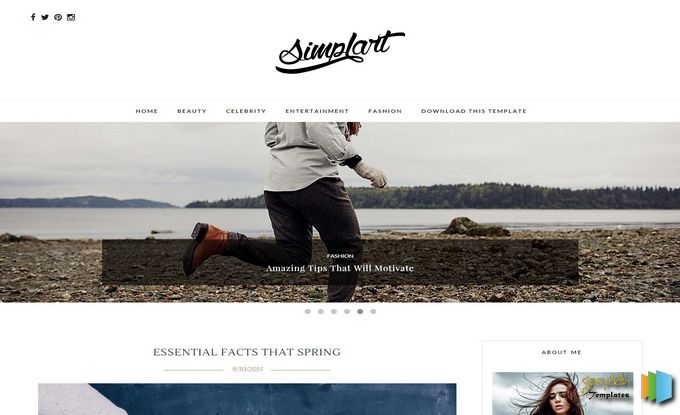 Simplart
HOME BEAUTY CELEBRITY ENTERTAINMENT FASHION DOWNLOAD THIS TEMPLATE
FASHION
Amazing Tips That Will Motivate
ESSENTIAL FACTS THAT SPRING
9/30/2015
ABOUT ME
Templates